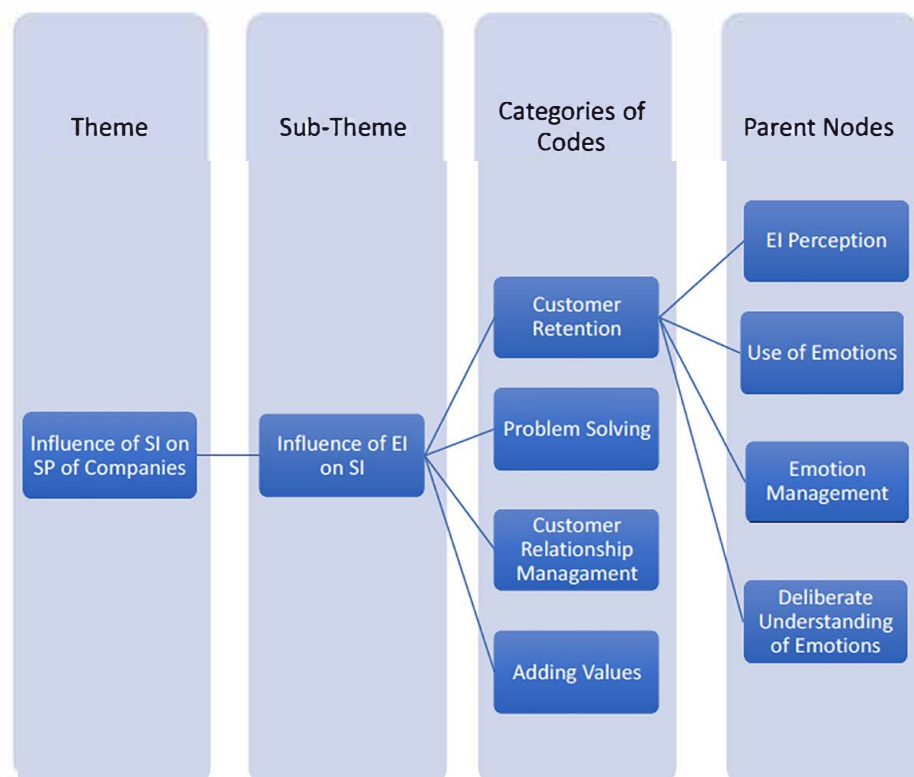 Theme
Sub-Theme
Categories of
Codes
Parent Nodes
Influence of SI on
SP of Companies
Influence of EI
on SI
Customer
Retention
Problem Solving
Customer
Relationship
Managament
Adding Values
EI Perception
Use of Emotions
Emotion
Management
Deliberate
Understanding
of Emotions